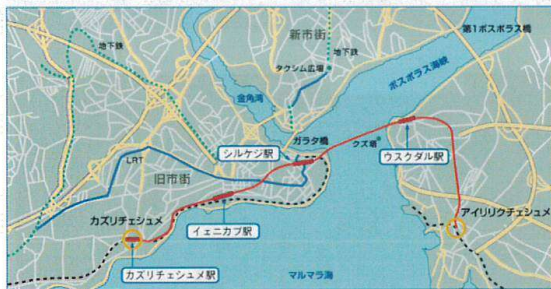 地下鉄
新市街
地下鉄
第1ボスポラス橋
タクシム広場
ボスポラス海峡
金角湾
ガラタ橋
シルケジ駅
クズ塔
ウスクダル駅
LRT
旧市街
カズリチェシュメ
イェニカプ駅
アイリリクチェシュメ
カズリチェシュメ駅
マルマラ海